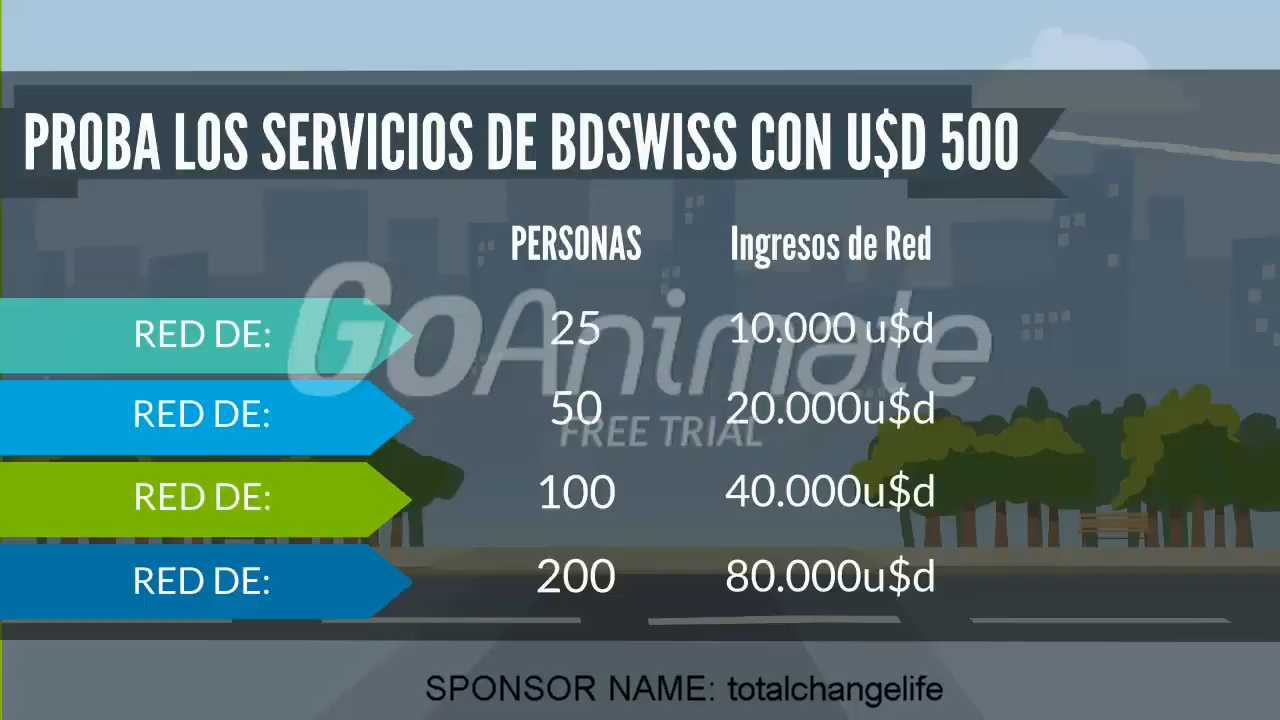 PROBA LOS SERVICIOS DE BDSWISS CON U$D 500
PERSONAS Ingresos de Red
RED DE: 25 10.000 u$d
RED DE: 50 20.000u$d
RED DE: 100 40.000u$d
RED DE: 200 80.000u$d
GoAnimate
FREE TRIAL
SPONSOR NAME: totalchangelife